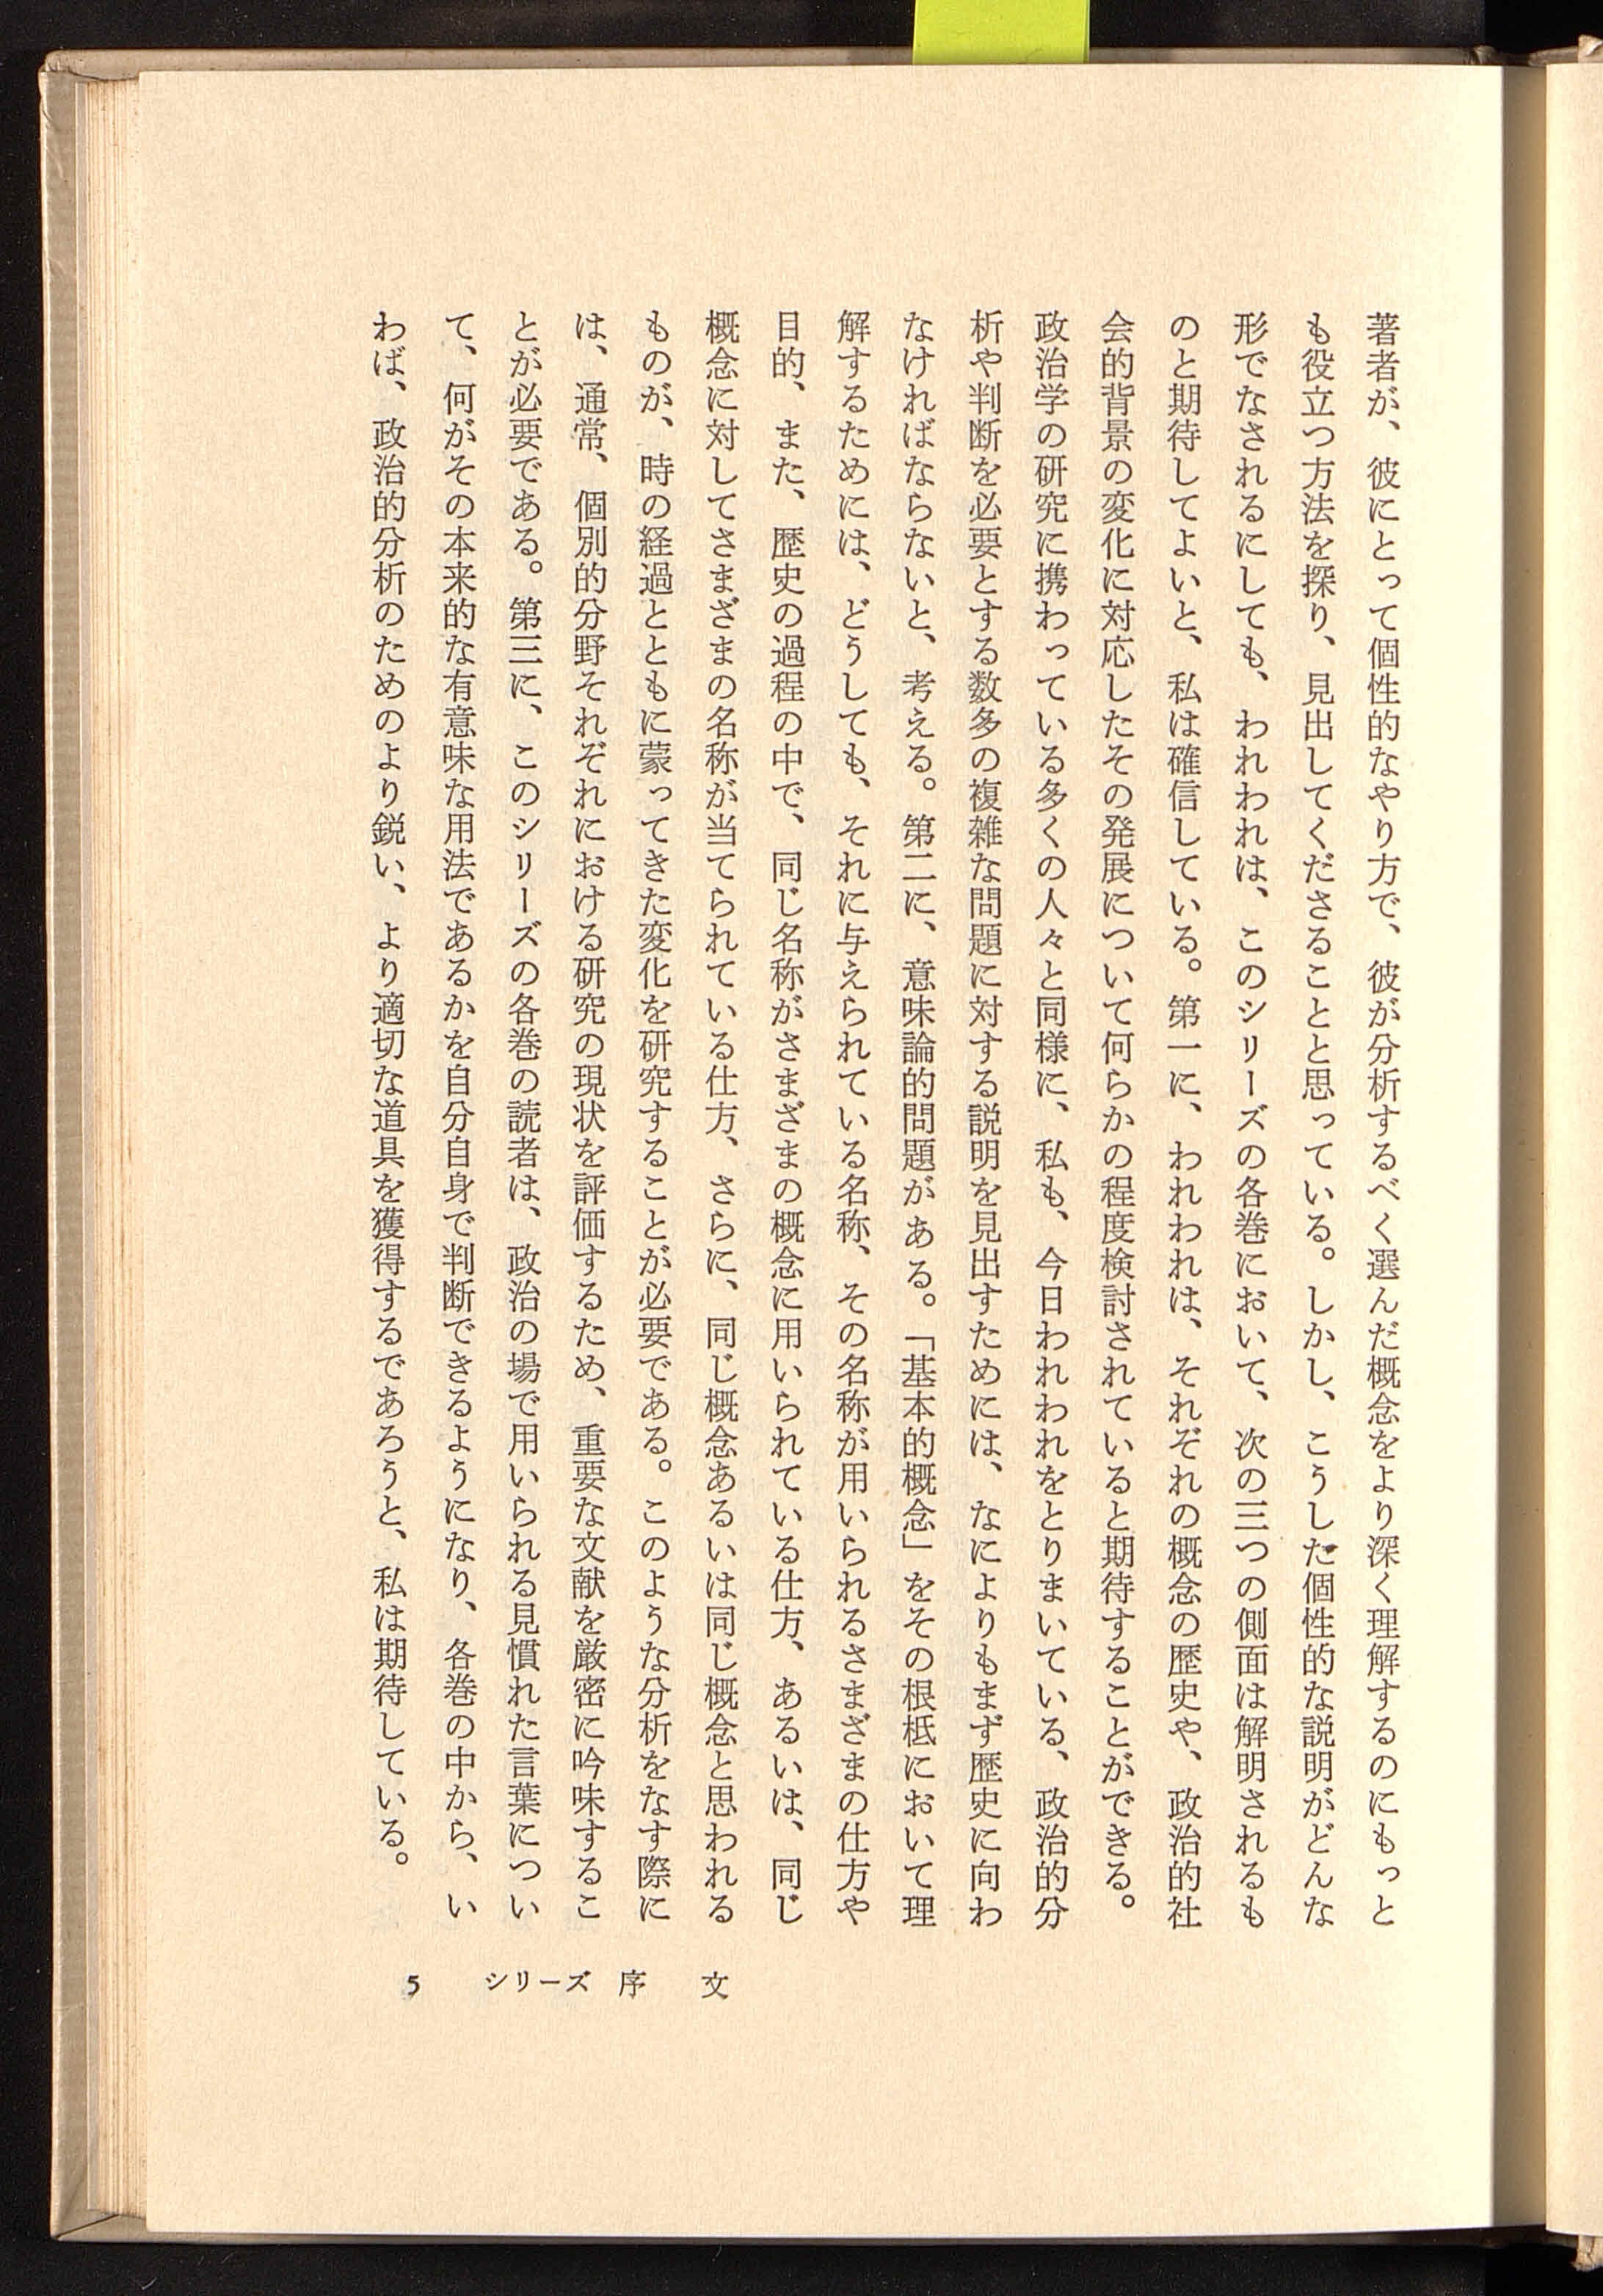 著者が、彼にとって個性的なやり方で、彼が分析するべく選んだ概念をより深く理解するのにもっと
も役立つ方法を探り、見出してくださることと思っている。しかし、こうした個性的な説明がどんな
形でなされるにしても、われわれは、このシリーズの各巻において、次の三つの側面は解明されるも
のと期待してよいと、私は確信している。第一に、われわれは、それぞれの概念の歴史や、政治的社
会的背景の変化に対応したその発展について何らかの程度検討されていると期待することができる。
政治学の研究に携わっている多くの人々と同様に、私も、今日われわれをとりまいている、政治的分
析や判断を必要とする数多の複雑な問題に対する説明を見出すためには、なによりもまず歴史に向わ
なければならないと、考える。第二に、意味論的問題がある。「基本的概念」をその根柢において理
解するためには、どうしても、それに与えられている名称、その名称が用いられるさまざまの仕方や
目的、また、歴史の過程の中で、同じ名称がさまざまの概念に用いられている仕方、あるいは、同じ
概念に対してさまざまの名称が当てられている仕方、さらに、同じ概念あるいは同じ概念と思われる
ものが、時の経過とともに蒙ってきた変化を研究することが必要である。このような分析をなす際に
は、通常、個別的分野それぞれにおける研究の現状を評価するため、重要な文献を厳密に吟味するこ
とが必要である。第三に、このシリーズの各巻の読者は、政治の場で用いられる見慣れた言葉につい
て、何がその本来的な有意味な用法であるかを自分自身で判断できるようになり、各巻の中から、い
わば、政治的分析のためのより鋭い、より適切な道具を獲得するであろうと、私は期待している。
5 シリーズ 序 文